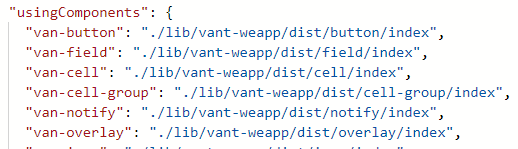 "usingComponents": {
"van-button": "./lib/vant-weapp/dist/button/index",
"van-field": "./lib/vant-weapp/dist/field/index",
"van-cell": "./lib/vant-weapp/dist/cell/index",
"van-cell-group": "./lib/vant-weapp/dist/cell-group/index",
"van-notify": "./lib/vant-weapp/dist/notify/index",
"van-overlay": "./lib/vant-weapp/dist/overlay/index",